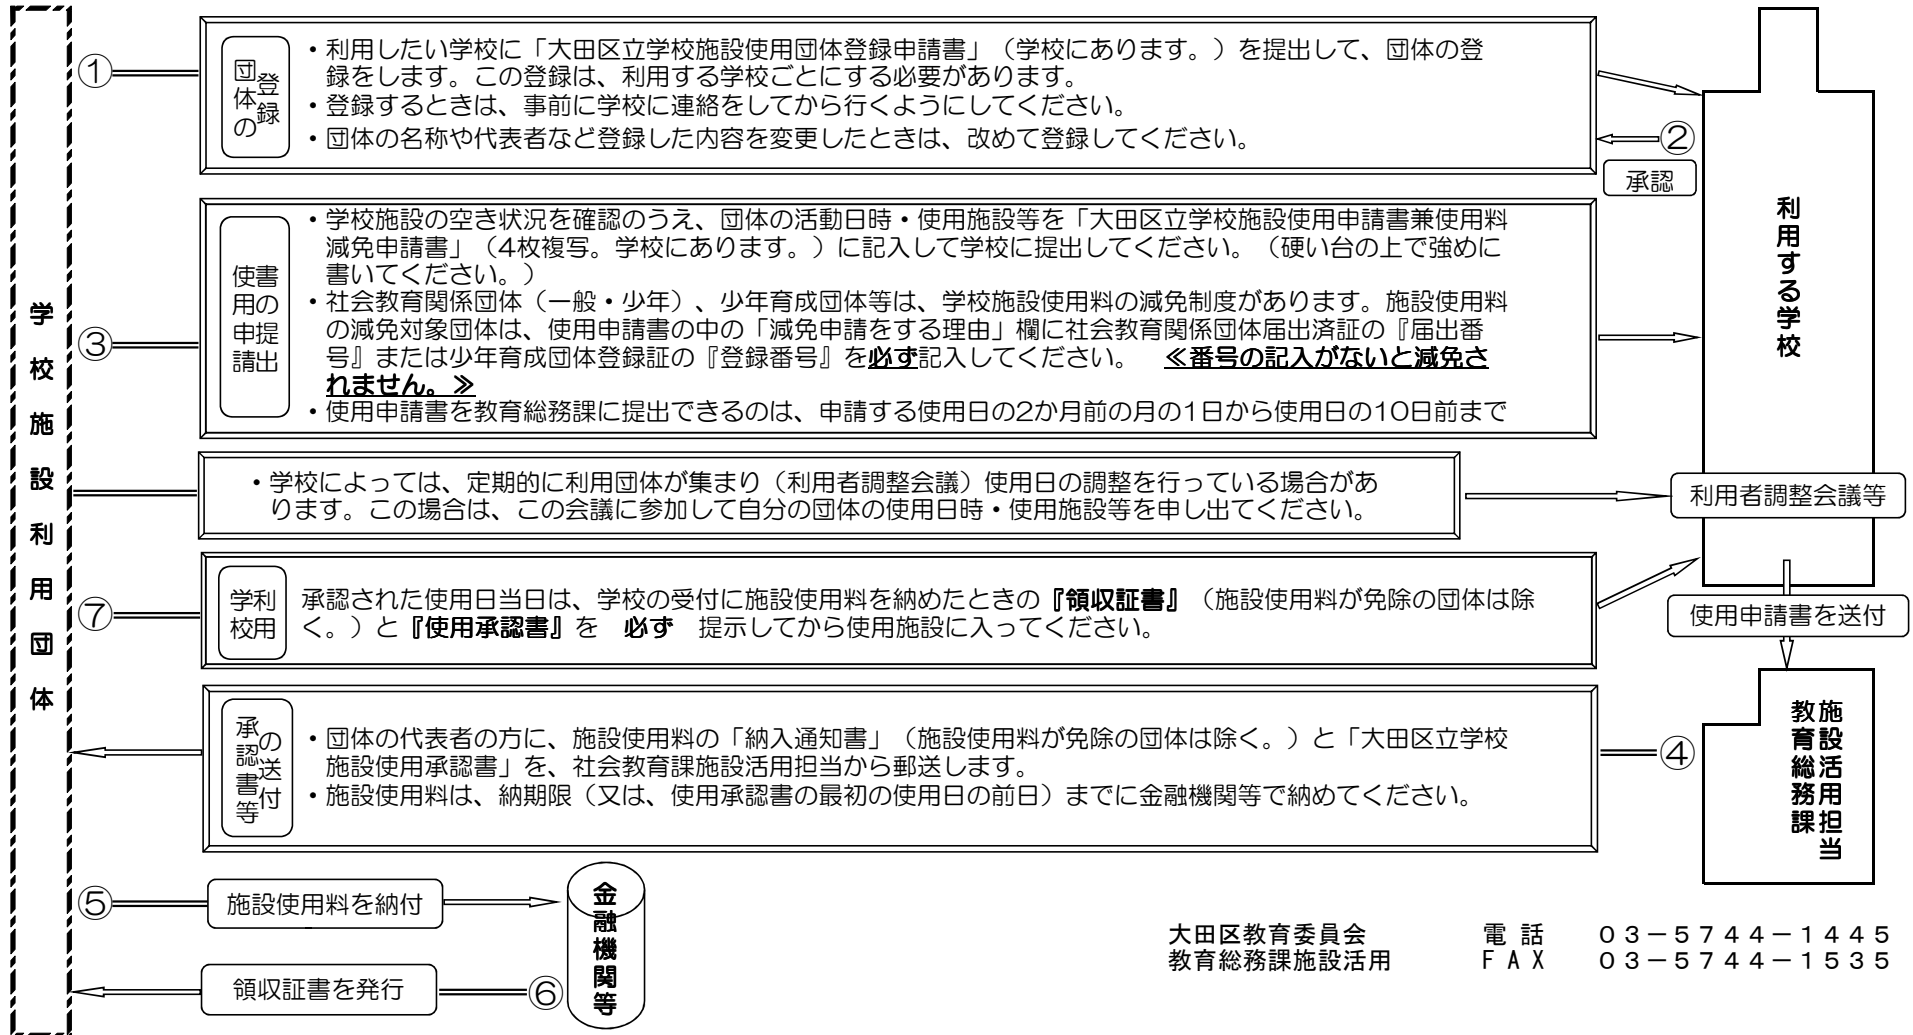 学校施設利用団体
①
団体の登録
・利用したい学校に「大田区立学校施設使用団体登録申請書」（学校にあります。）を提出して、団体の登
録をします。この登録は、利用する学校ごとにする必要があります。
・登録するときは、事前に学校に連絡をしてから行くようにしてください。
・団体の名称や代表者など登録した内容を変更したときは、改めて登録してください。
②
承認
利用する学校
③
使用申請書の提出
・学校施設の空き状況を確認のうえ、団体の活動日時・使用施設等を「大田区立学校施設使用申請書兼使用料
減免申請書」（4枚複写。学校にあります。）に記入して学校に提出してください。（硬い台の上で強めに
書いてください。）
・社会教育関係団体（一般・少年）、少年育成団体等は、学校施設使用料の減免制度があります。施設使用料
の減免対象団体は、使用申請書の中の「減免申請をする理由」欄に社会教育関係団体届出済証の『届出番
号』または少年育成団体登録証の『登録番号』を必ず記入してください。　≪番号の記入がないと減免さ
れません。≫
・使用申請書を教育総務課に提出できるのは、申請する使用日の2か月前の月の1日から使用日の10日前まで
・学校によっては、定期的に利用団体が集まり（利用者調整会議）使用日の調整を行っている場合があ
ります。この場合は、この会議に参加して自分の団体の使用日時・使用施設等を申し出てください。
利用者調整会議等
⑦
学校利用
承認された使用日当日は、学校の受付に施設使用料を納めたときの『領収証書』（施設使用料が免除の団体は除
く。）と『使用承認書』を　必ず　提示してから使用施設に入ってください。
使用申請書を送付
承認書等の送付
・団体の代表者の方に、施設使用料の「納入通知書」（施設使用料が免除の団体は除く。）と「大田区立学校
施設使用承認書」を、社会教育課施設活用担当から郵送します。
・施設使用料は、納期限（又は、使用承認書の最初の使用日の前日）までに金融機関等で納めてください。
④
教育総務課
施設活用担当
⑤
施設使用料を納付
金融機関等
領収証書を発行
⑥
大田区教育委員会　電 話　０３－５７４４－１４４５
教育総務課施設活用　ＦＡＸ　０３－５７４４－１５３５